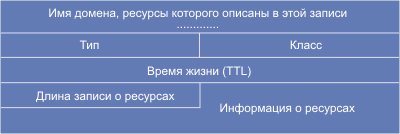 Имя домена, ресурсы которого описаны в этой записи
.............
Тип
Класс
Время жизни (TTL)
Длина записи о ресурсах
Информация о ресурсах